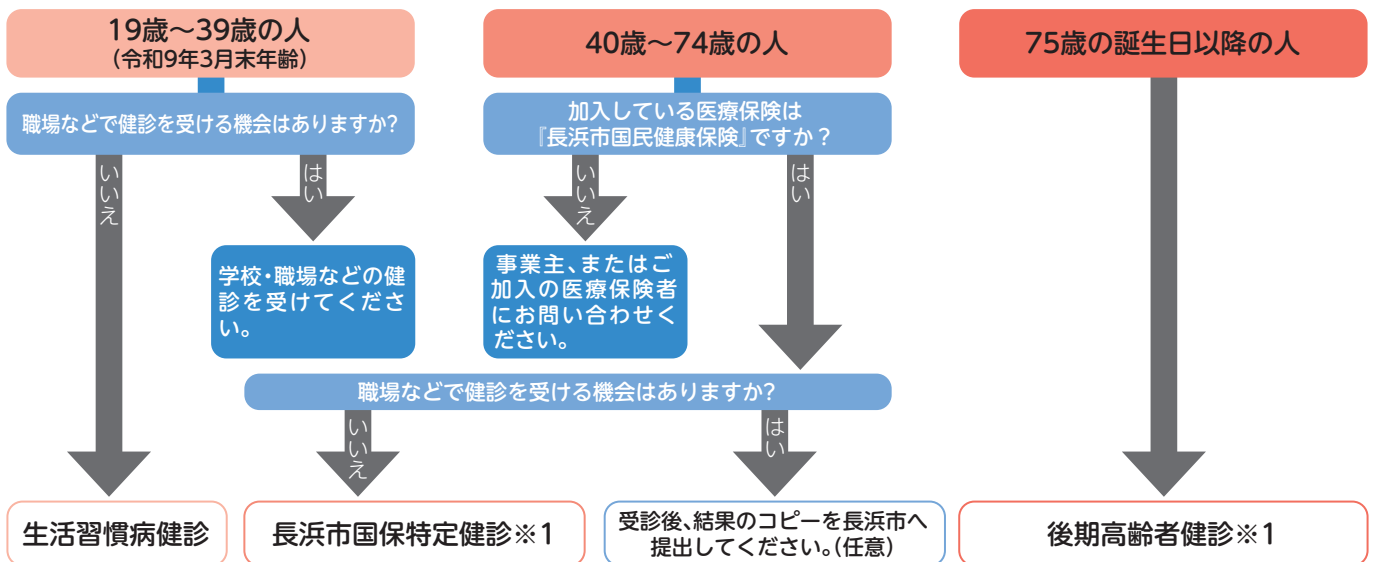 19歳～39歳の人
(令和9年3月末年齢)
職場などで健診を受ける機会はありますか?
いいえ
はい
学校・職場などの健
診を受けてくださ
い。
40歳～74歳の人
加入している医療保険は
『長浜市国民健康保険』ですか？
いいえ
はい
事業主、またはご
加入の医療保険者
にお問い合わせく
ださい。
職場などで健診を受ける機会はありますか?
いいえ
はい
75歳の誕生日以降の人
生活習慣病健診
長浜市国保特定健診※1
受診後、結果のコピーを長浜市へ
提出してください。(任意)
後期高齢者健診※1